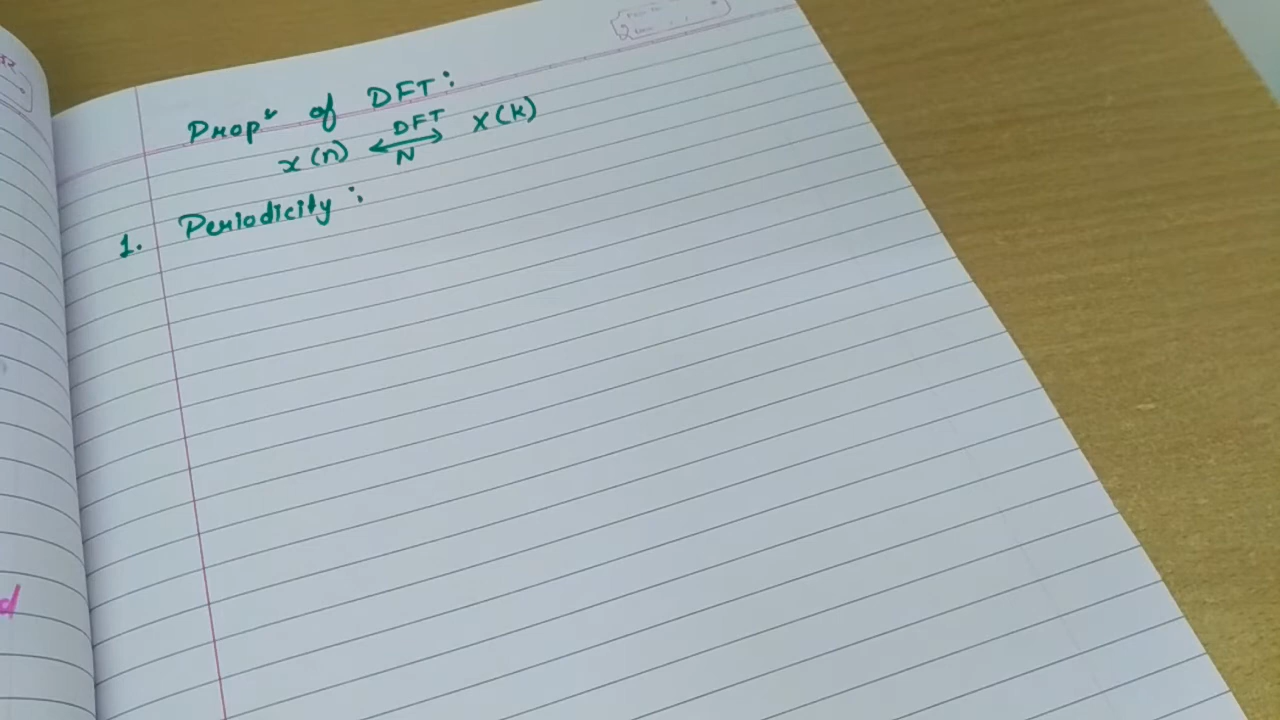 Prop^r of DFT:
x(n) <-DFT/N-> X(k)
1. Periodicity:
d